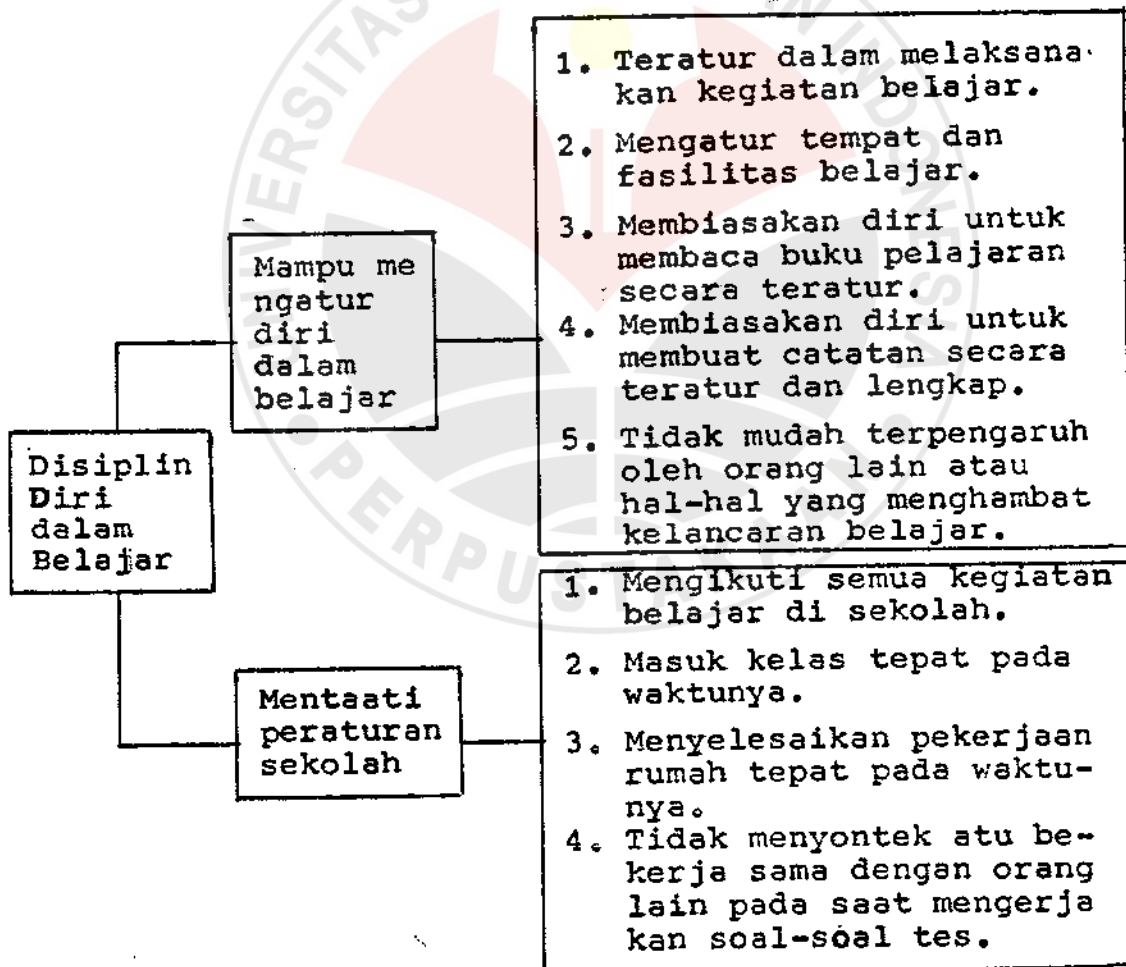 Disiplin
Diri
dalam
Belajar
Mampu me
ngatur
diri
dalam
belajar
1. Teratur dalam melaksana
kan kegiatan belajar.
2. Mengatur tempat dan
fasilitas belajar.
3. Membiasakan diri untuk
membaca buku pelajaran
secara teratur.
4. Membiasakan diri untuk
membuat catatan secara
teratur dan lengkap.
5. Tidak mudah terpengaruh
oleh orang lain atau
hal-hal yang menghambat
kelancaran belajar.
Mentaati
peraturan
sekolah
1. Mengikuti semua kegiatan
belajar di sekolah.
2. Masuk kelas tepat pada
waktunya.
3. Menyelesaikan pekerjaan
rumah tepat pada waktu-
nya.
4. Tidak menyontek atu be-
kerja sama dengan orang
lain pada saat mengerja
kan soal-soal tes.
UNIVERSITAS
INDONESIA